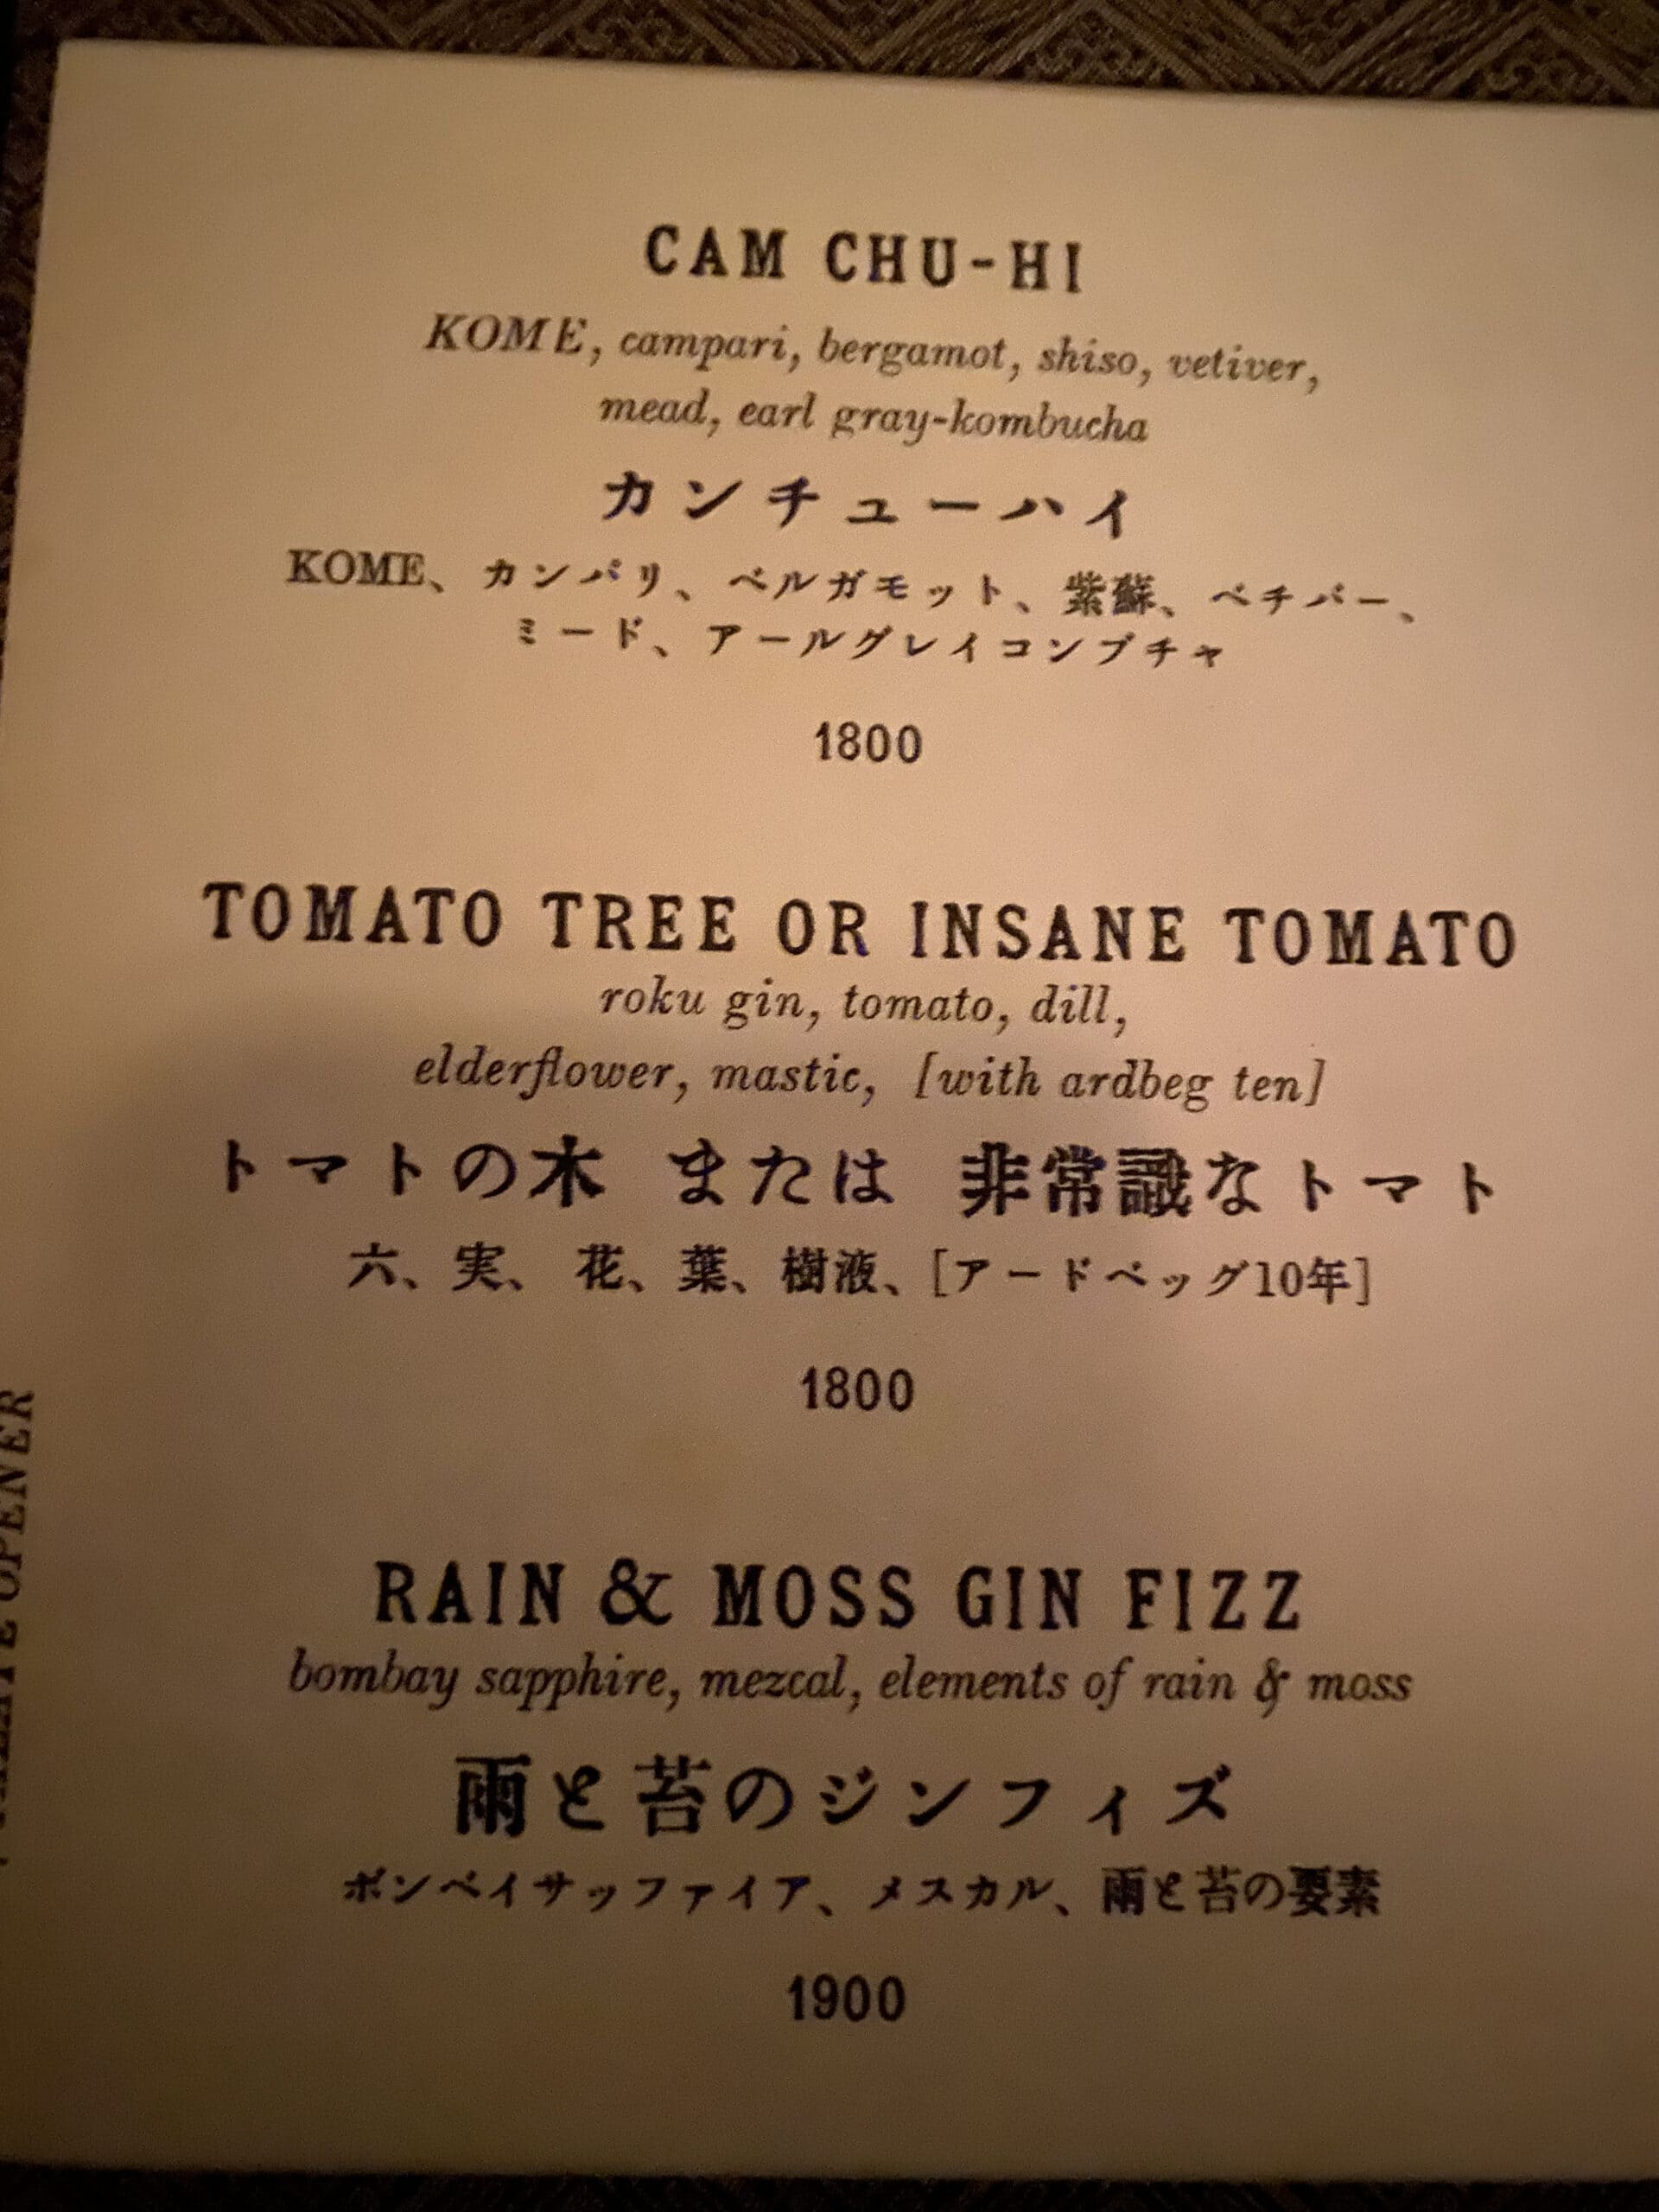 CAM CHU-HI
KOME, campari, bergamot, shiso, vetiver,
mead, earl gray-kombucha
カンチューハイ
KOME、カンパリ、ベルガモット、紫蘇、ベチバー、
ミード、アールグレイコンブチャ
1800
TOMATO TREE OR INSANE TOMATO
roku gin, tomato, dill,
elderflower, mastic, [with ardbeg ten]
トマトの木 または 非常識なトマト
六、実、花、葉、樹液、[アードベッグ10年]
1800
RAIN & MOSS GIN FIZZ
bombay sapphire, mezcal, elements of rain & moss
雨と苔のジンフィズ
ボンベイサッファイア、メスカル、雨と苔の要素
1900
OPENER